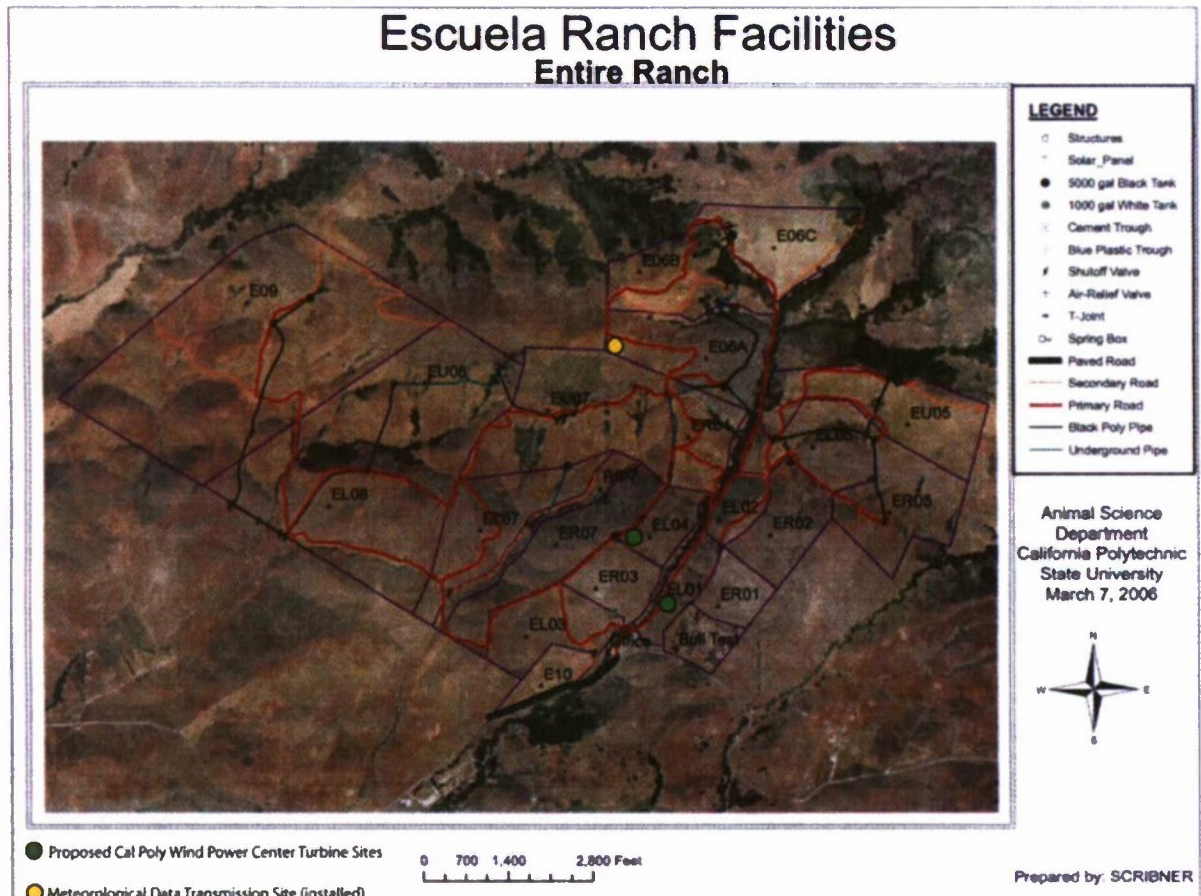 Escuela Ranch Facilities
Entire Ranch
LEGEND
Structures
Solar_Panel
5000 gal Black Tank
1000 gal White Tank
Cement Trough
Blue Plastic Trough
Shutoff Valve
Air-Relief Valve
T-Joint
Spring Box
Paved Road
Secondary Road
Primary Road
Black Poly Pipe
Underground Pipe
Animal Science
Department
California Polytechnic
State University
March 7, 2006
N
W
E
S
E06C
E06B
E09
E06A
EU07
EU05
EL08
ER05
EL02
EL04
ER07
ER02
ER03
EL01
ER01
EL03
Office
Bull Test
E10
Proposed Cal Poly Wind Power Center Turbine Sites
Meteorological Data Transmission Site (installed)
0 700 1,400 2,800 Feet
Prepared by: SCRIBNER